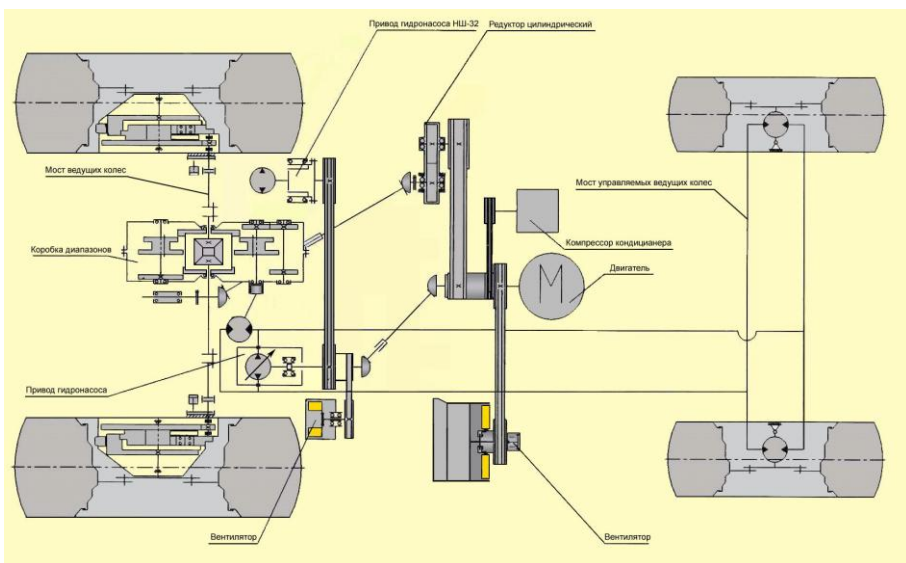 Привод гидронасоса НШ-32
Редуктор цилиндрический
Мост ведущих колес
Мост управляемых ведущих колес
Коробка диапазонов
Компрессор кондицианера
Двигатель
M
Привод гидронасоса
Вентилятор
Вентилятор